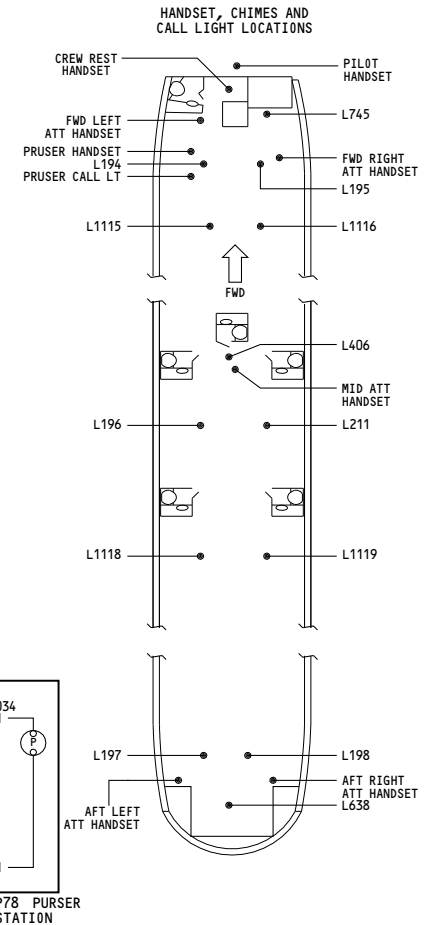 HANDSET, CHIMES AND
CALL LIGHT LOCATIONS
CREW REST
HANDSET
PILOT
HANDSET
FWD LEFT
ATT HANDSET
L745
PRUSER HANDSET
L194
PRUSER CALL LT
FWD RIGHT
ATT HANDSET
L195
L1115
L1116
FWD
L406
MID ATT
HANDSET
L196
L211
L1118
L1119
034
P
L197
L198
AFT LEFT
ATT HANDSET
AFT RIGHT
ATT HANDSET
L638
P78 PURSER
STATION